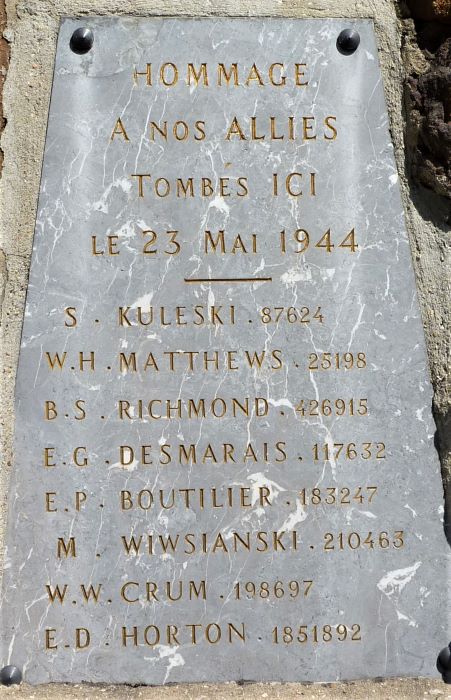 HOMMAGE
A NOS ALLIES
TOMBÉS ICI
LE 23 MAI 1944
S. KULESKI. 87624
W.H. MATTHEWS. 25198
B.S. RICHMOND. 426915
E.G. DESMARAIS. 117632
E.P. BOUTILIER. 183247
M. WIWSIANSKI. 210463
W.W. CRUM. 198697
E.D. HORTON. 1851892